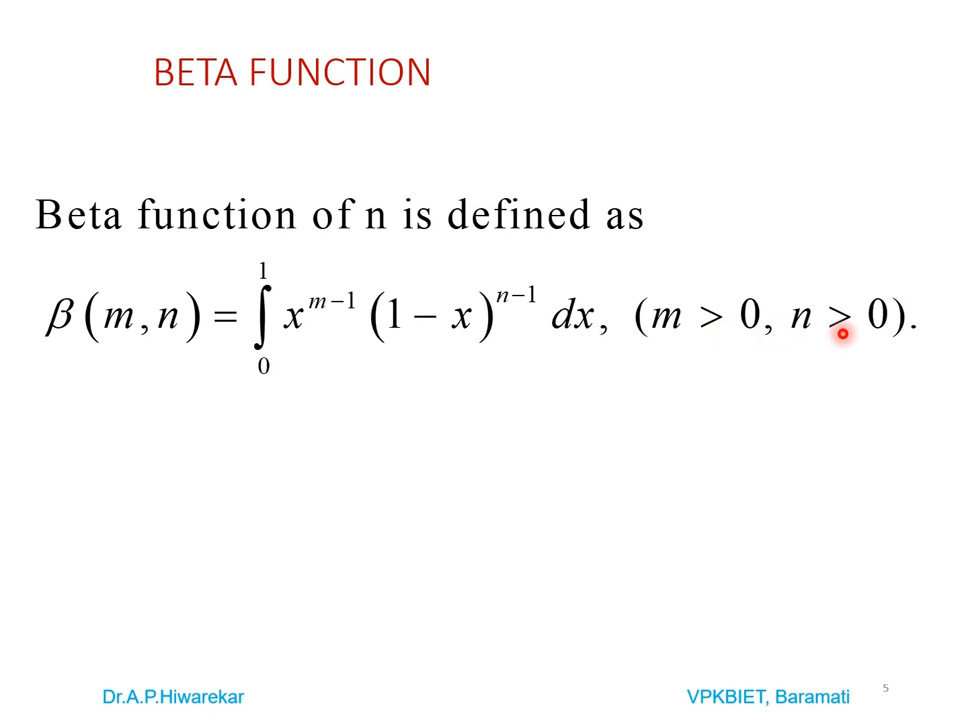 BETA FUNCTION
Beta function of n is defined as
β(m,n) = ∫₀¹ x^{m−1} (1 − x)^{n−1} dx, (m > 0, n > 0).
Dr.A.P.Hiwarekar
VPKBIET, Baramati
5